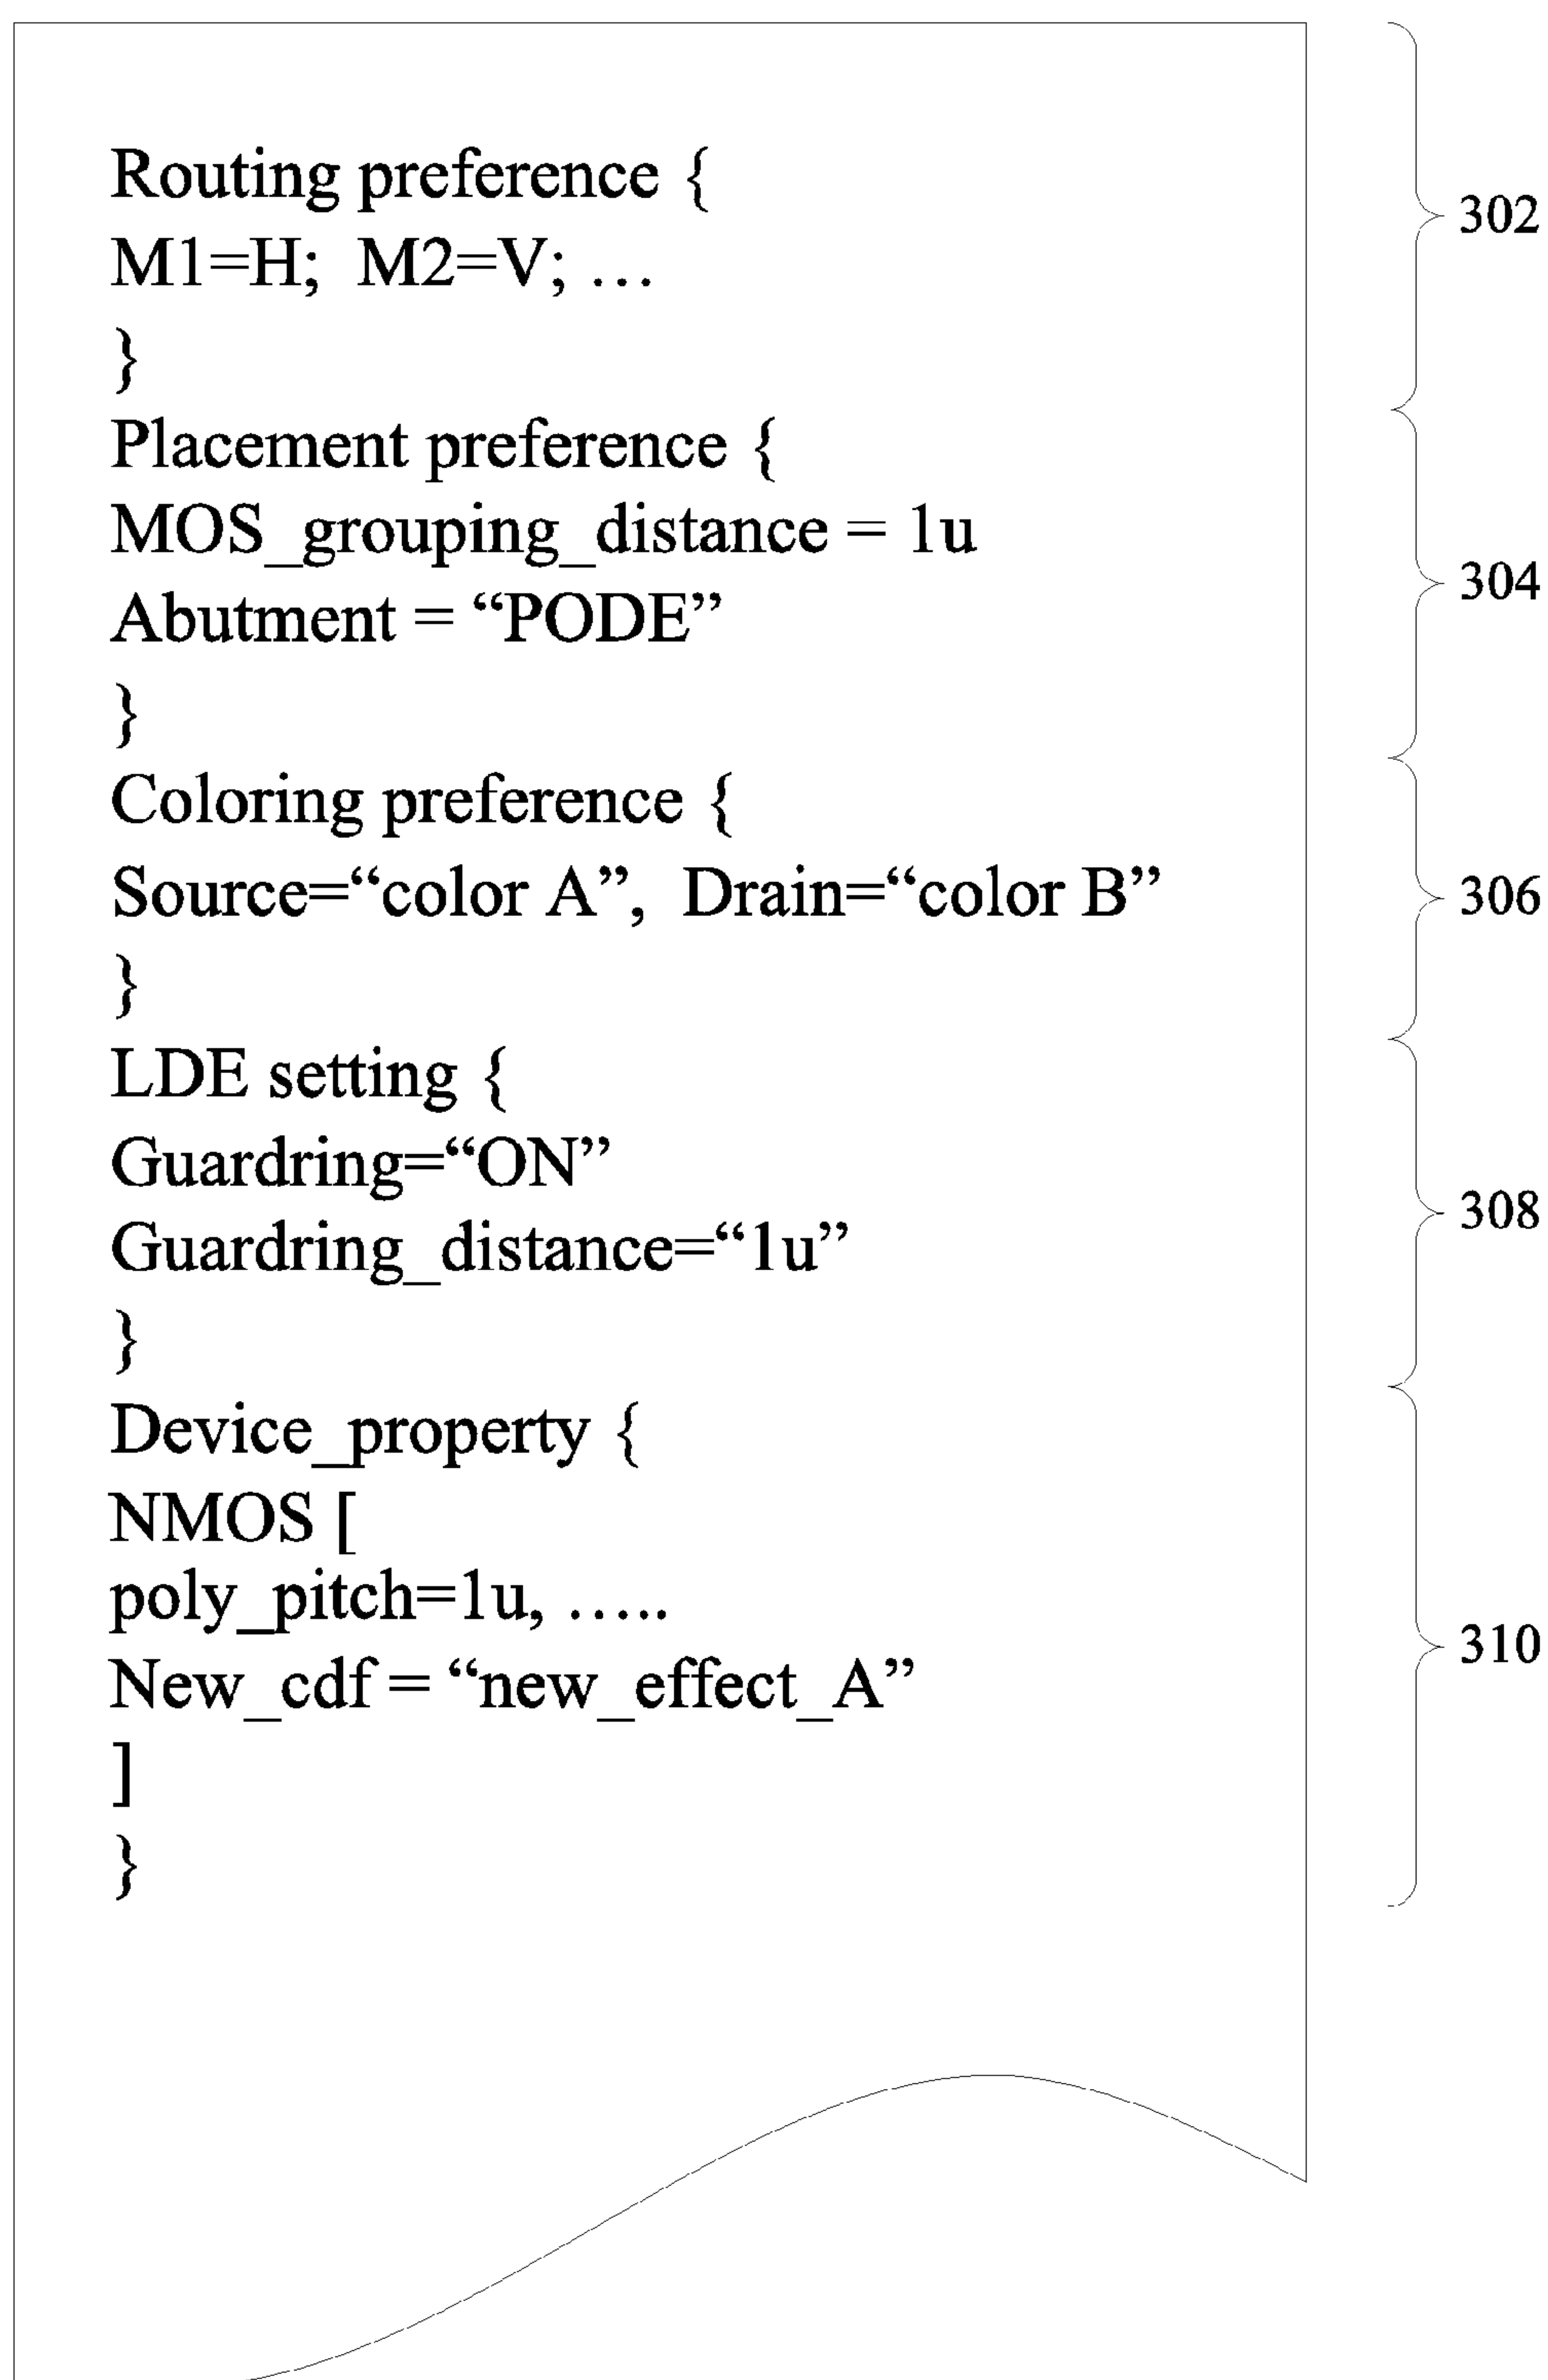 Routing preference {
M1=H; M2=V; …
}
302
Placement preference {
MOS_grouping_distance = 1u
Abutment = “PODE”
}
304
Coloring preference {
Source=“color A”, Drain=“color B”
}
306
LDE setting {
Guardring=“ON”
Guardring_distance=“1u”
}
308
Device_property {
NMOS [
poly_pitch=1u, …..
New_cdf = “new_effect_A”
]
}
310